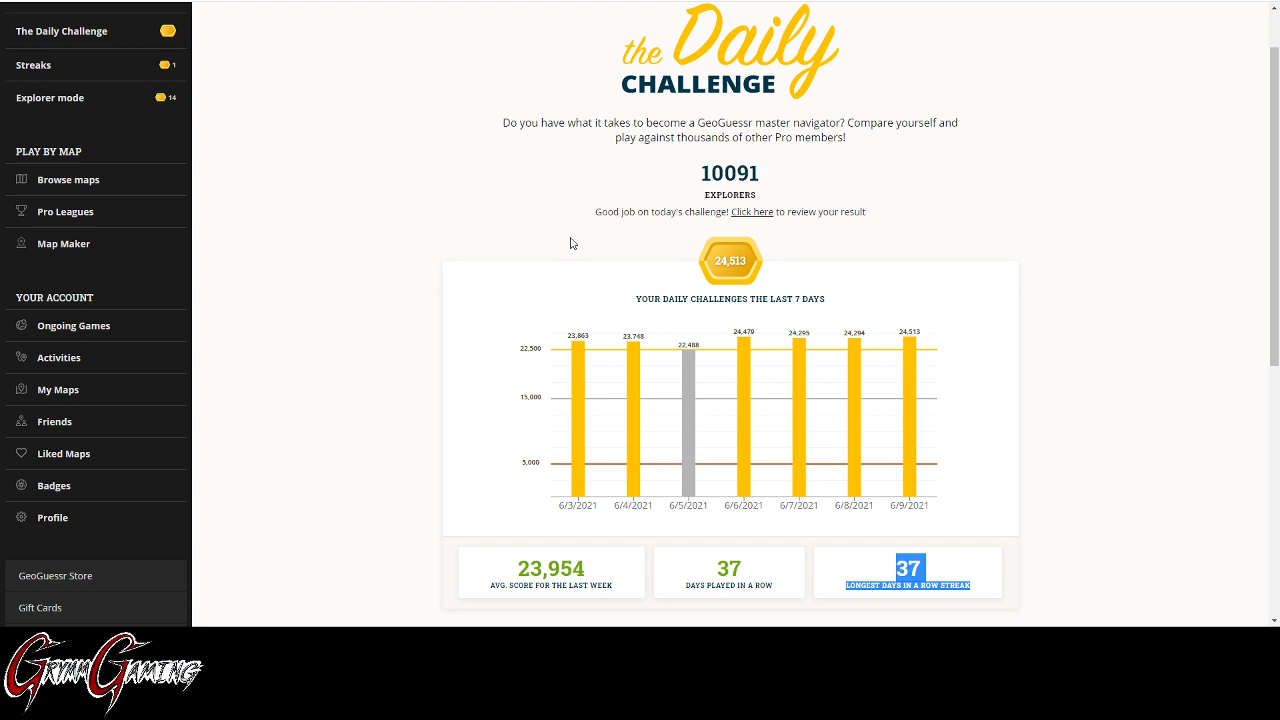 The Daily Challenge
Streaks 1
Explorer mode 14
PLAY BY MAP
Browse maps
Pro Leagues
Map Maker
YOUR ACCOUNT
Ongoing Games
Activities
My Maps
Friends
Liked Maps
Badges
Profile
GeoGuessr Store
Gift Cards
the Daily
CHALLENGE
Do you have what it takes to become a GeoGuessr master navigator? Compare yourself and
play against thousands of other Pro members!
10091
EXPLORERS
Good job on today's challenge! Click here to review your result
24,513
YOUR DAILY CHALLENGES THE LAST 7 DAYS
23,863 23,748 22,488 24,479 24,295 24,294 24,513
22,500
15,000
5,000
6/3/2021 6/4/2021 6/5/2021 6/6/2021 6/7/2021 6/8/2021 6/9/2021
23,954
AVG. SCORE FOR THE LAST WEEK
37
DAYS PLAYED IN A ROW
37
LONGEST DAYS IN A ROW STREAK
GRIMM GAMING